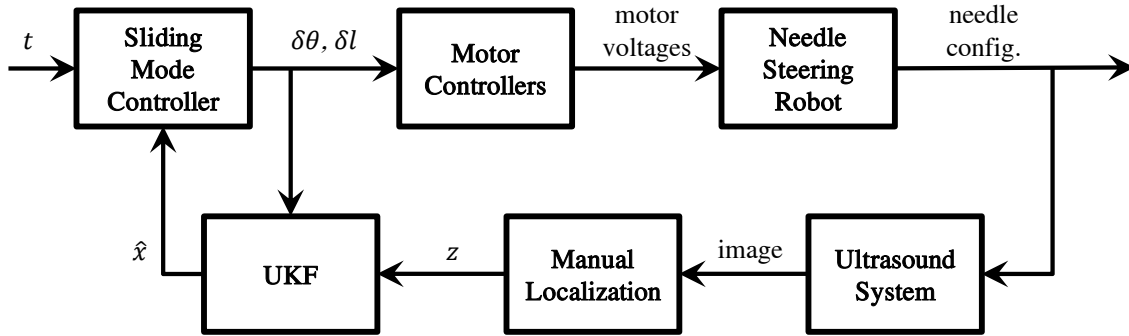 t
Sliding
Mode
Controller
δθ, δl
Motor
Controllers
motor
voltages
Needle
Steering
Robot
needle
config.
x̂
UKF
z
Manual
Localization
image
Ultrasound
System